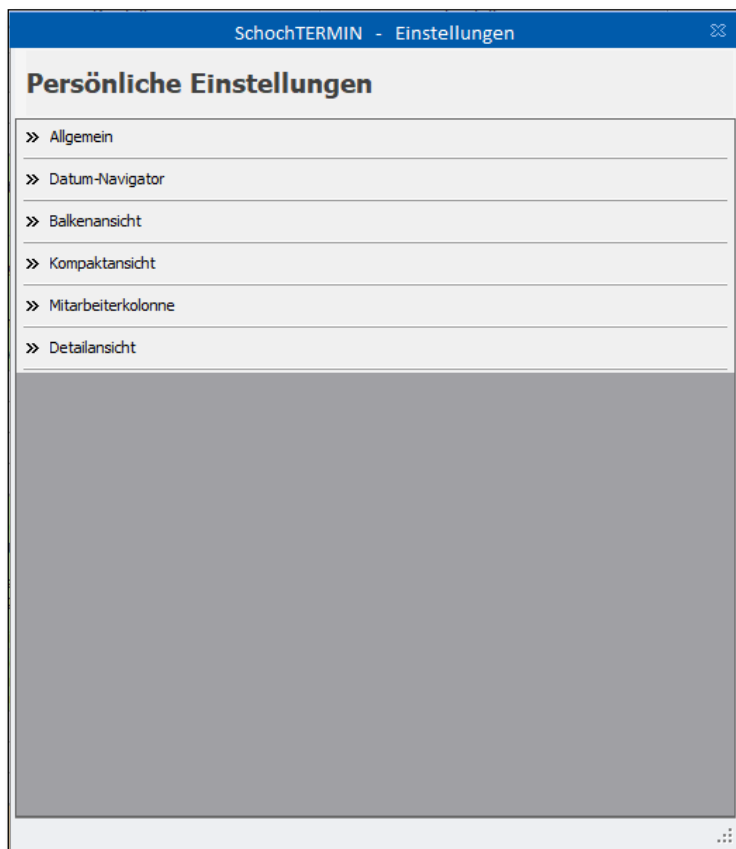 SchochTERMIN - Einstellungen
Persönliche Einstellungen
Allgemein
Datum-Navigator
Balkenansicht
Kompaktansicht
Mitarbeiterkolonne
Detailansicht